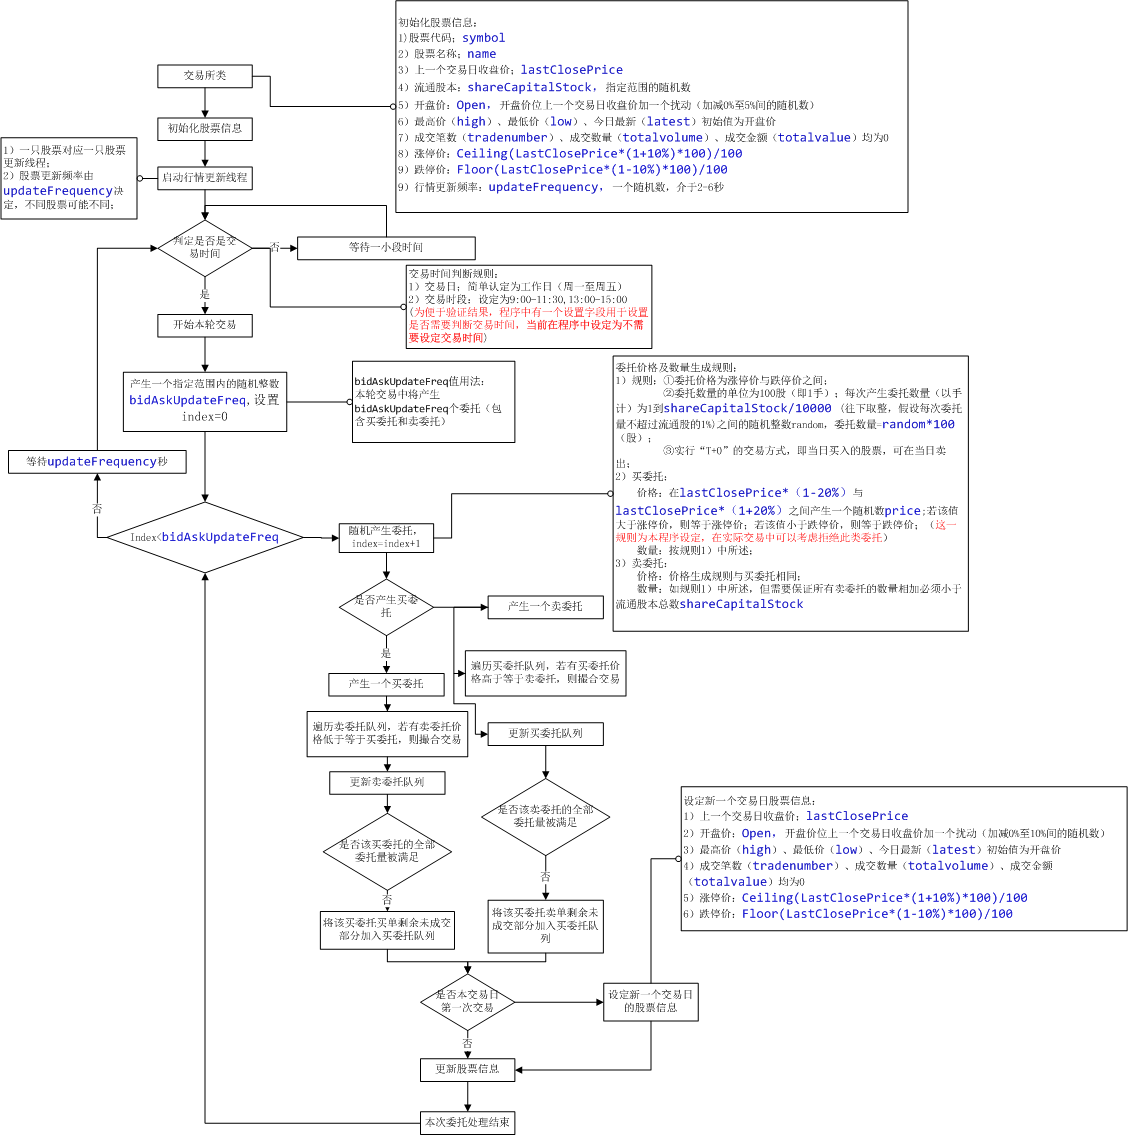 初始化股票信息：
1)股票代码；symbol
2）股票名称；name
3）上一个交易日收盘价；lastClosePrice
4）流通股本：shareCapitalStock，指定范围的随机数
5）开盘价：Open，开盘价位上一个交易日收盘价加一个扰动（加减0%至5%间的随机数）
6）最高价（high）、最低价（low）、今日最新（latest）初始值为开盘价
7）成交笔数（tradenumber）、成交数量（totalvolume）、成交金额（totalvalue）均为0
8）涨停价：Ceiling(LastClosePrice*(1+10%)*100)/100
9）跌停价：Floor(LastClosePrice*(1-10%)*100)/100
9）行情更新频率：updateFrequency，一个随机数，介于2-6秒
交易所类
初始化股票信息
启动行情更新线程
1）一只股票对应一只股票
更新线程；
2）股票更新频率由
updateFrequency决
定，不同股票可能不同；
判定是否是交
易时间
否
等待一小段时间
是
交易时间判断规则：
1）交易日；简单认定为工作日（周一至周五）
2）交易时段：设定为9:00-11:30,13:00-15:00
(为便于验证结果，程序中有一个设置字段用于设置
是否需要判断交易时间，当前在程序中设定为不需
要设定交易时间)
开始本轮交易
产生一个指定范围内的随机整数
bidAskUpdateFreq,设置
index=0
bidAskUpdateFreq值用法：
本轮交易中将产生
bidAskUpdateFreq个委托（包
含买委托和卖委托）
委托价格及数量生成规则：
1）规则：①委托价格为涨停价与跌停价之间；
②委托数量的单位为100股（即1手）；每次产生委托数量（以手
计）为1到shareCapitalStock/10000（往下取整，假设每次委托
量不超过流通股的1%)之间的随机整数random，委托数量=random*100
（股）；
③实行“T+0”的交易方式，即当日买入的股票，可在当日卖
出；
2）买委托：
价格：在lastClosePrice*（1-20%）与
lastClosePrice*（1+20%）之间产生一个随机数price;若该值
大于涨停价，则等于涨停价；若该值小于跌停价，则等于跌停价；（这一
规则为本程序设定，在实际交易中可以考虑拒绝此类委托）
数量：按规则1）中所述；
3）卖委托：
价格：价格生成规则与买委托相同；
数量：如规则1）中所述，但需要保证所有卖委托的数量相加必须小于
流通股本总数shareCapitalStock
等待updateFrequency秒
否
Index<bidAskUpdateFreq
随机产生委托，
index=index+1
是否产生买委
托
产生一个卖委托
是
产生一个买委托
遍历买委托队列，若有买委托价
格高于等于卖委托，则撮合交易
遍历卖委托队列，若有卖委托价
格低于等于买委托，则撮合交易
更新买委托队列
更新卖委托队列
是否该卖委托的全部
委托量被满足
是否该买委托的全部
委托量被满足
否
否
将该买委托买单剩余未成交
部分加入买委托队列
将该买委托卖单剩余未
成交部分加入买委托队
列
设定新一个交易日股票信息：
1）上一个交易日收盘价；lastClosePrice
2）开盘价：Open，开盘价位上一个交易日收盘价加一个扰动（加减0%至10%间的随机数）
3）最高价（high）、最低价（low）、今日最新（latest）初始值为开盘价
4）成交笔数（tradenumber）、成交数量（totalvolume）、成交金额
（totalvalue）均为0
5）涨停价：Ceiling(LastClosePrice*(1+10%)*100)/100
6）跌停价：Floor(LastClosePrice*(1-10%)*100)/100
是否本交易日
第一次交易
设定新一个交易日
的股票信息
否
更新股票信息
本次委托处理结束